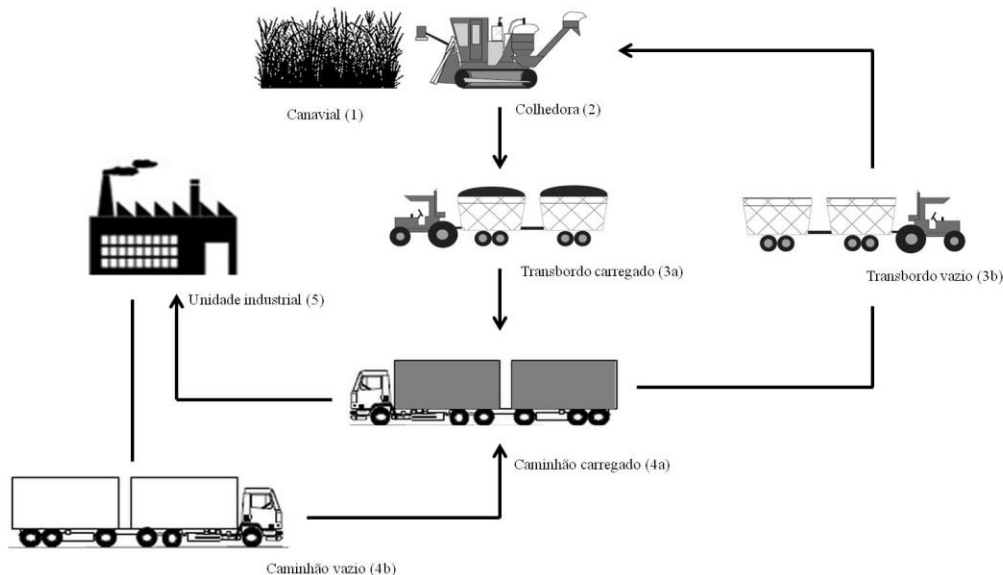 Canavial (1)
Colhedora (2)
Transbordo carregado (3a)
Transbordo vazio (3b)
Unidade industrial (5)
Caminhão carregado (4a)
Caminhão vazio (4b)